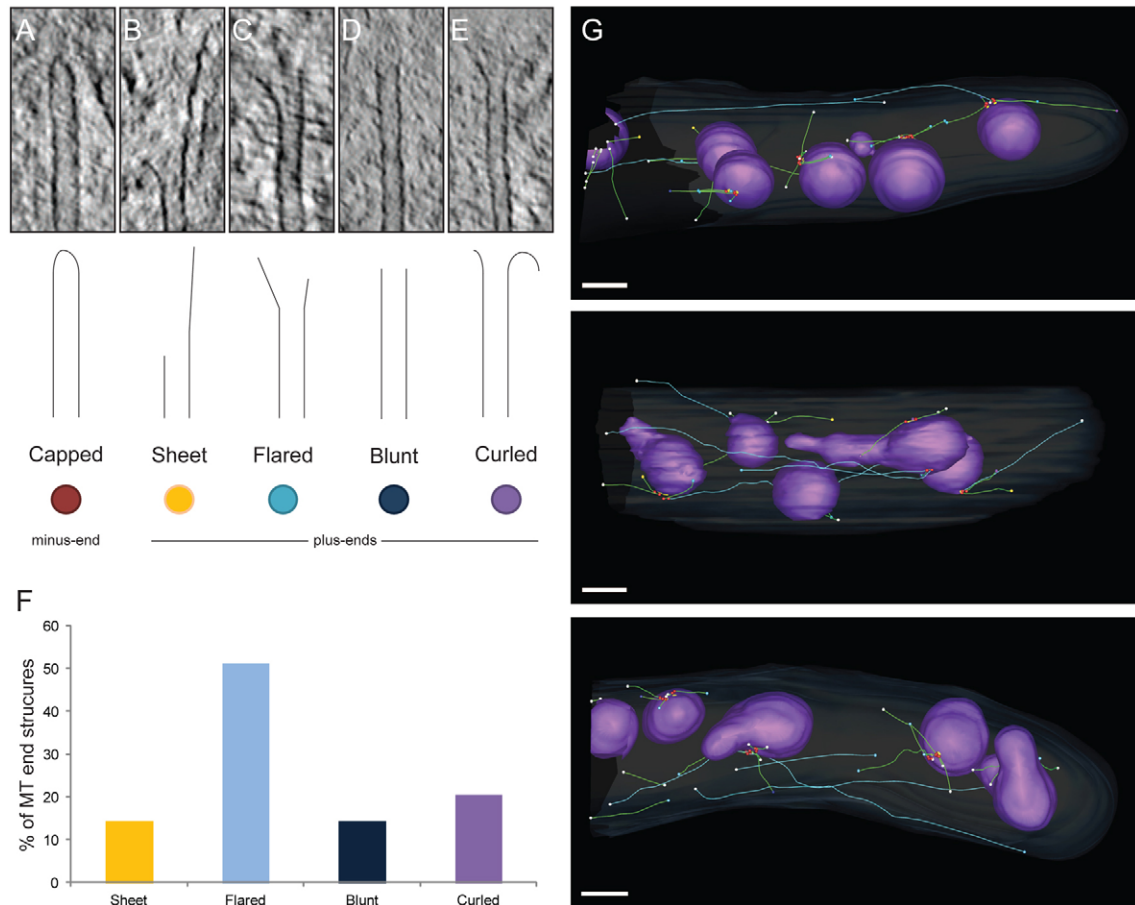 A B C D E
Capped Sheet Flared Blunt Curled
minus-end plus-ends
F
% of MT end strucures
60
50
40
30
20
10
0
Sheet Flared Blunt Curled
G